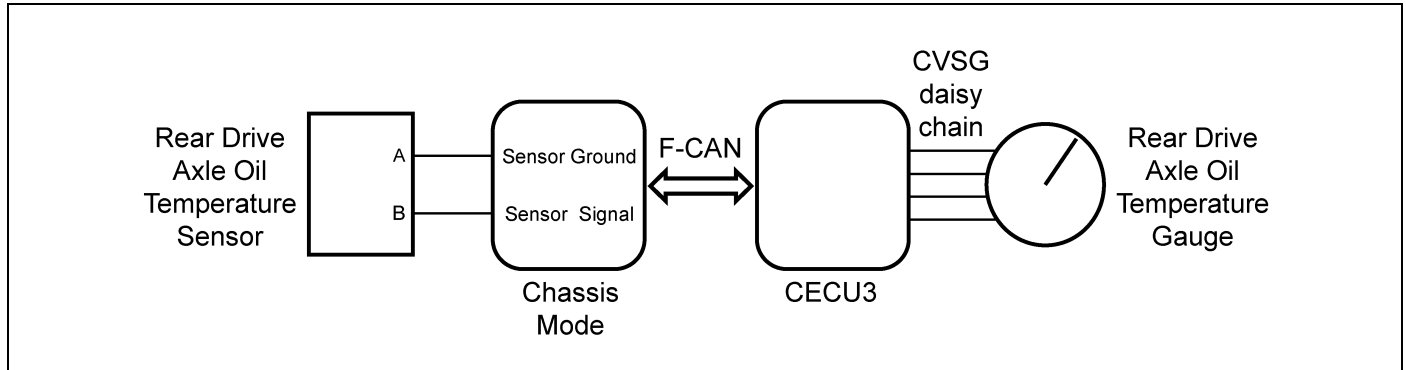 Rear Drive
Axle Oil
Temperature
Sensor
A
B
Sensor Ground
Sensor Signal
Chassis
Mode
F-CAN
CECU3
CVSG
daisy
chain
Rear Drive
Axle Oil
Temperature
Gauge